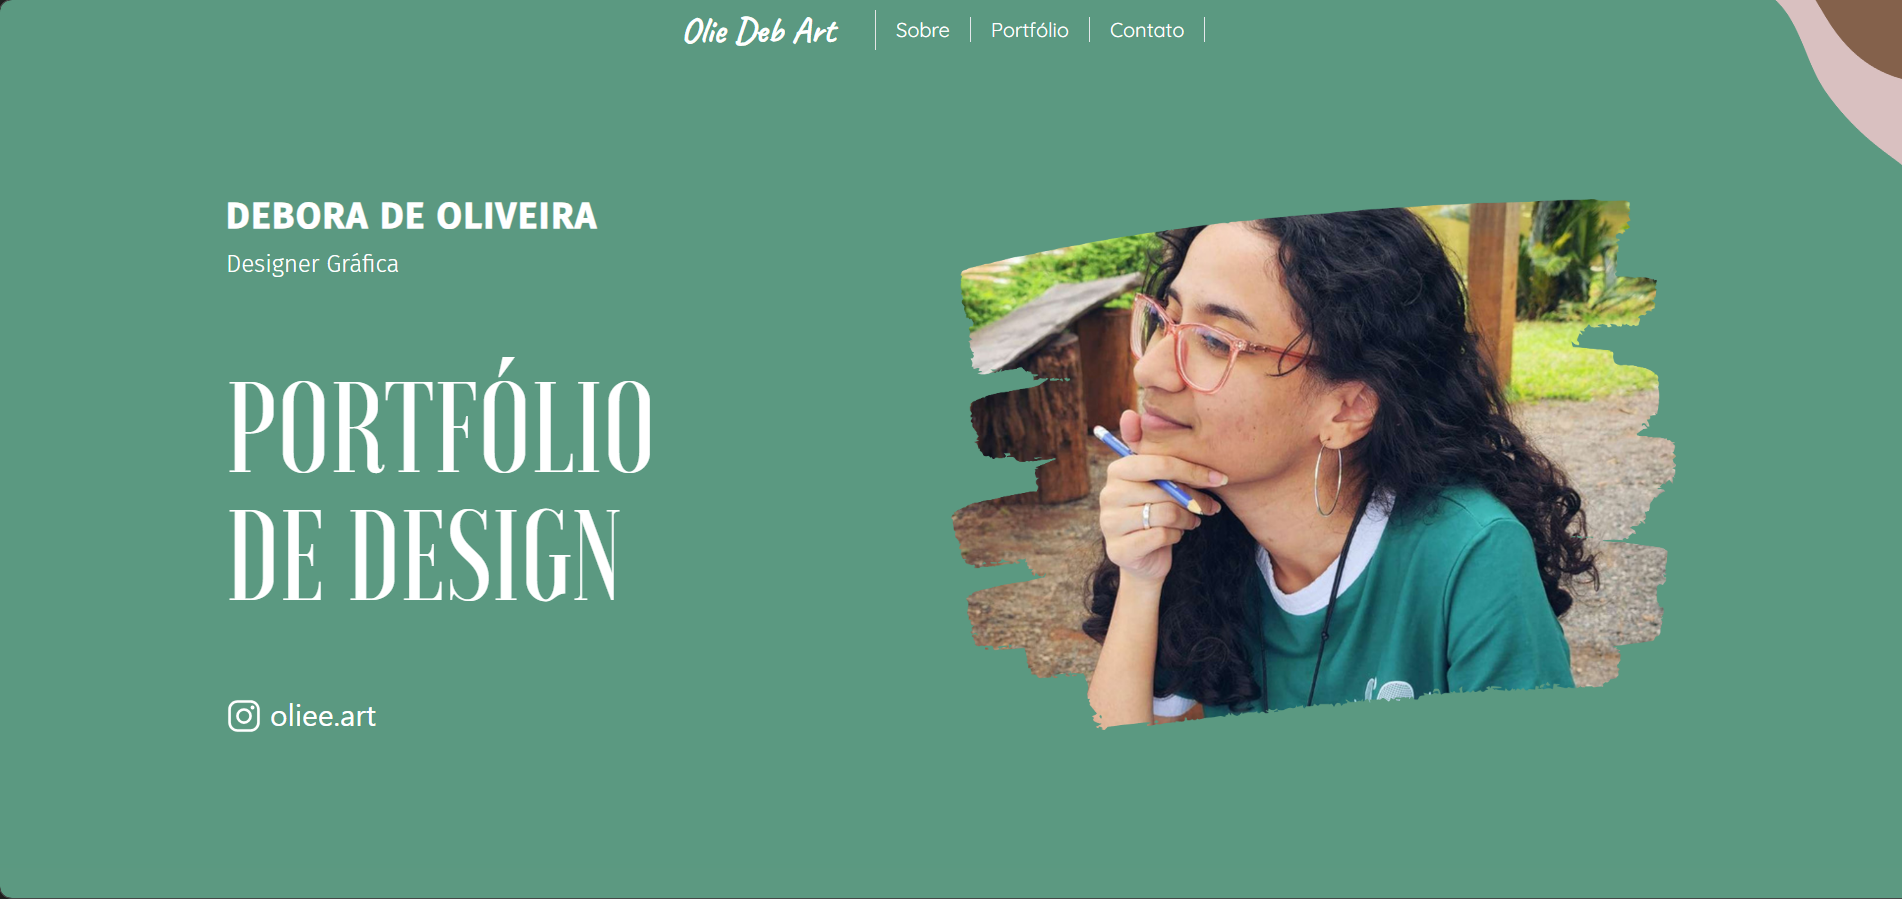 Olie Deb Art
Sobre
Portfólio
Contato
DEBORA DE OLIVEIRA
Designer Gráfica
PORTFÓLIO
DE DESIGN
oliee.art